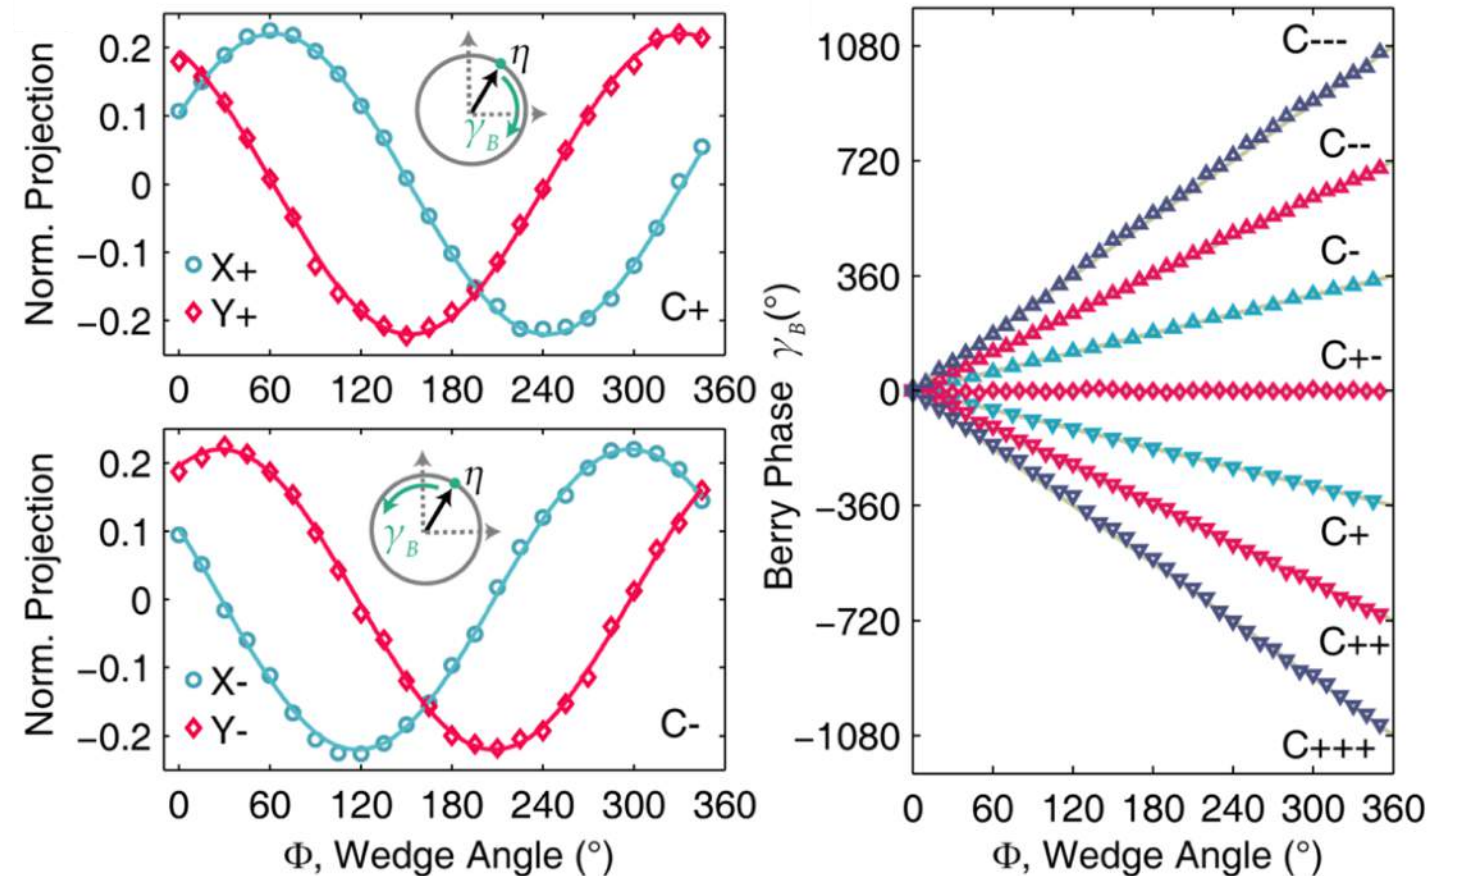 0.2
0.1
0
−0.1
−0.2
Norm. Projection
η
γB
X+
Y+
C+
0 60 120 180 240 300 360
0.2
0.1
0
−0.1
−0.2
Norm. Projection
η
γB
X-
Y-
C-
0 60 120 180 240 300 360
Φ, Wedge Angle (°)
1080
720
360
0
−360
−720
−1080
Berry Phase γB(°)
C---
C--
C-
C+-
C+
C++
C+++
0 60 120 180 240 300 360
Φ, Wedge Angle (°)